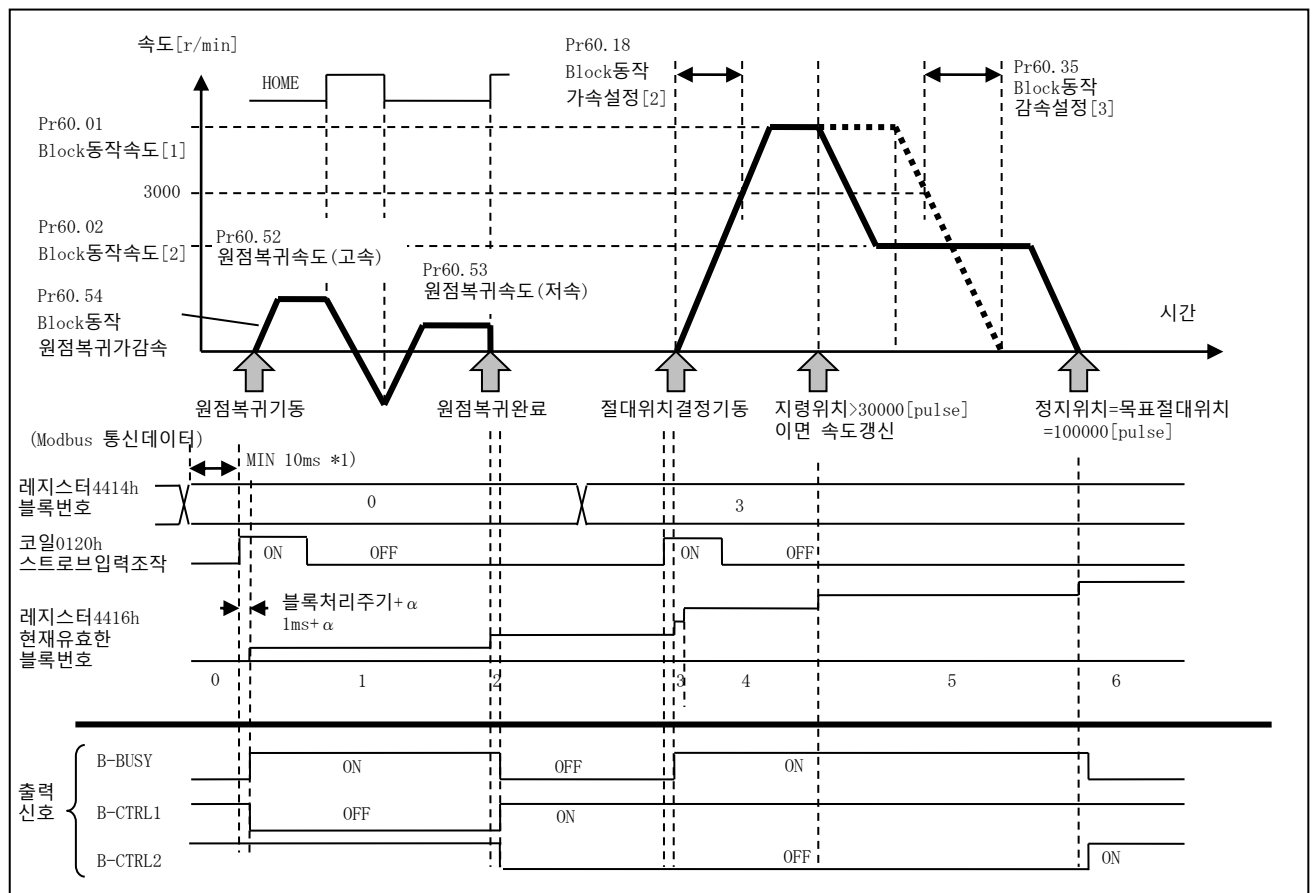 속도[r/min]
HOME
Pr60.18
Block동작
가속설정[2]
Pr60.35
Block동작
감속설정[3]
Pr60.01
Block동작속도[1]
3000
Pr60.02
Block동작속도[2]
Pr60.52
원점복귀속도(고속)
Pr60.53
원점복귀속도(저속)
Pr60.54
Block동작
원점복귀가감속
시간
원점복귀기동
원점복귀완료
절대위치결정기동
지령위치>30000[pulse]
이면 속도갱신
정지위치=목표절대위치
=100000[pulse]
(Modbus 통신데이터)
MIN 10ms *1)
레지스터4414h
블록번호
0
3
코일0120h
스트로브입력조작
ON
OFF
ON
OFF
블록처리주기+α
1ms+α
레지스터4416h
현재유효한
블록번호
0
1
2
3
4
5
6
출력
신호
B-BUSY
ON
OFF
ON
B-CTRL1
OFF
ON
B-CTRL2
OFF
ON